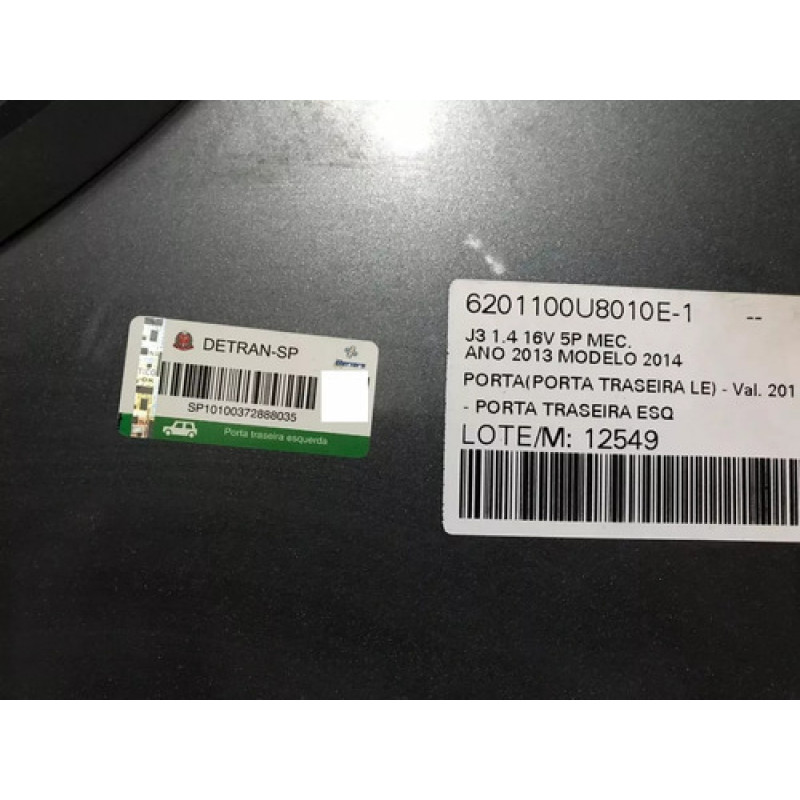 DETRAN-SP
SP10100372888035
Porta traseira esquerda
6201100U8010E-1 --
J3 1.4 16V 5P MEC.
ANO 2013 MODELO 2014
PORTA(PORTA TRASEIRA LE) - Val. 201
- PORTA TRASEIRA ESQ
LOTE/M: 12549